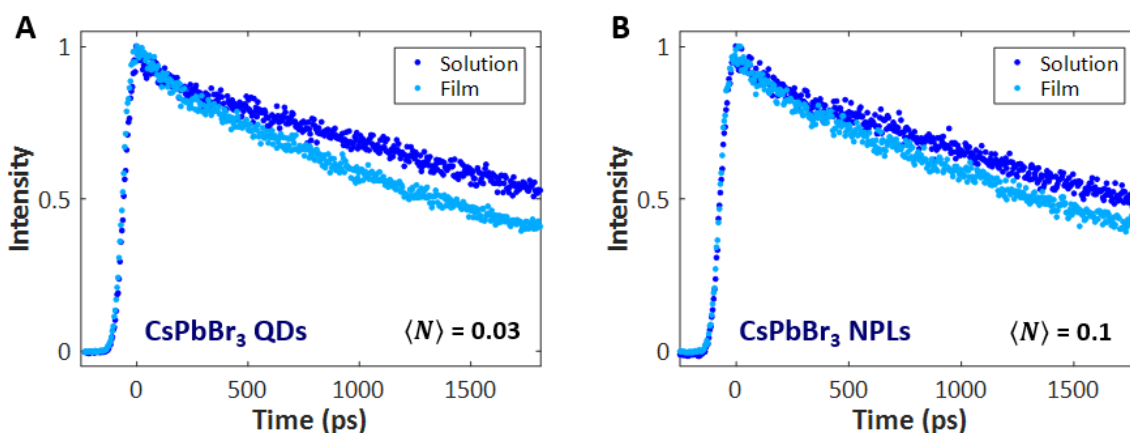 A
1
Solution
Film
Intensity
0.5
CsPbBr₃ QDs
⟨N⟩ = 0.03
0
0 500 1000 1500
Time (ps)
B
1
Solution
Film
Intensity
0.5
CsPbBr₃ NPLs
⟨N⟩ = 0.1
0
0 500 1000 1500
Time (ps)